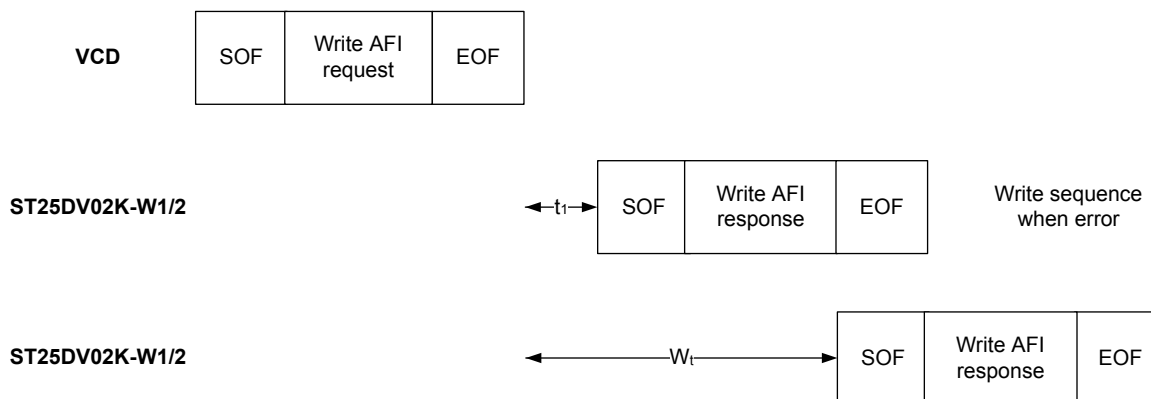 VCD
SOF
Write AFI
request
EOF
ST25DV02K-W1/2
t1
SOF
Write AFI
response
EOF
Write sequence
when error
ST25DV02K-W1/2
Wt
SOF
Write AFI
response
EOF